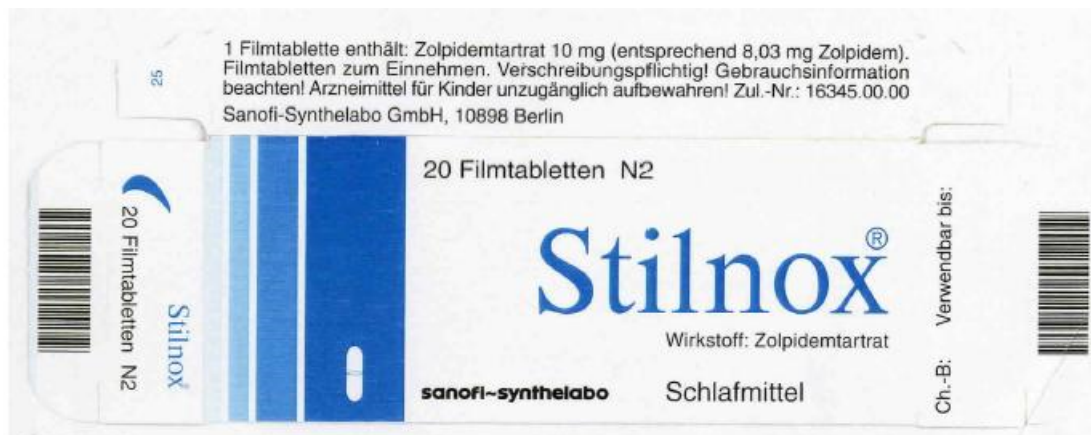 1 Filmtablette enthält: Zolpidemtartrat 10 mg (entsprechend 8,03 mg Zolpidem).
Filmtabletten zum Einnehmen. Verschreibungspflichtig! Gebrauchsinformation
beachten! Arzneimittel für Kinder unzugänglich aufbewahren! Zul.-Nr.: 16345.00.00
Sanofi-Synthelabo GmbH, 10898 Berlin
25
20 Filmtabletten N2
Stilnox®
Wirkstoff: Zolpidemtartrat
sanofi~synthelabo
Schlafmittel
20 Filmtabletten N2
Stilnox®
Ch.-B:
Verwendbar bis: